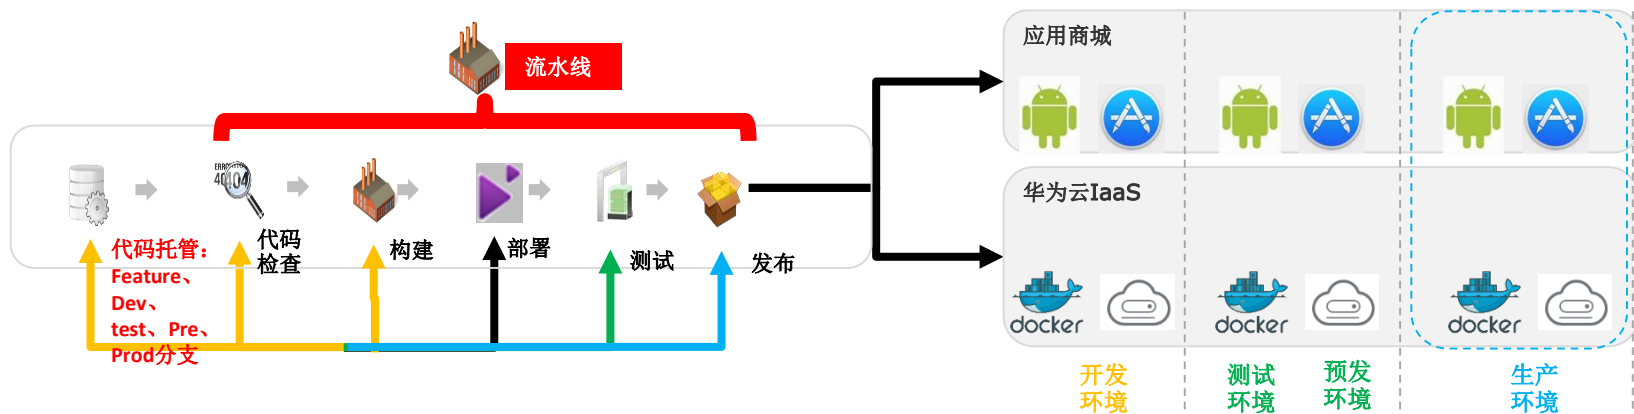 流水线
ERROR
40404
代码托管：
Feature、
Dev、
test、Pre、
Prod分支
代码
检查
构建
部署
测试
发布
应用商城
华为云IaaS
docker
docker
docker
开发
环境
测试
环境
预发
环境
生产
环境